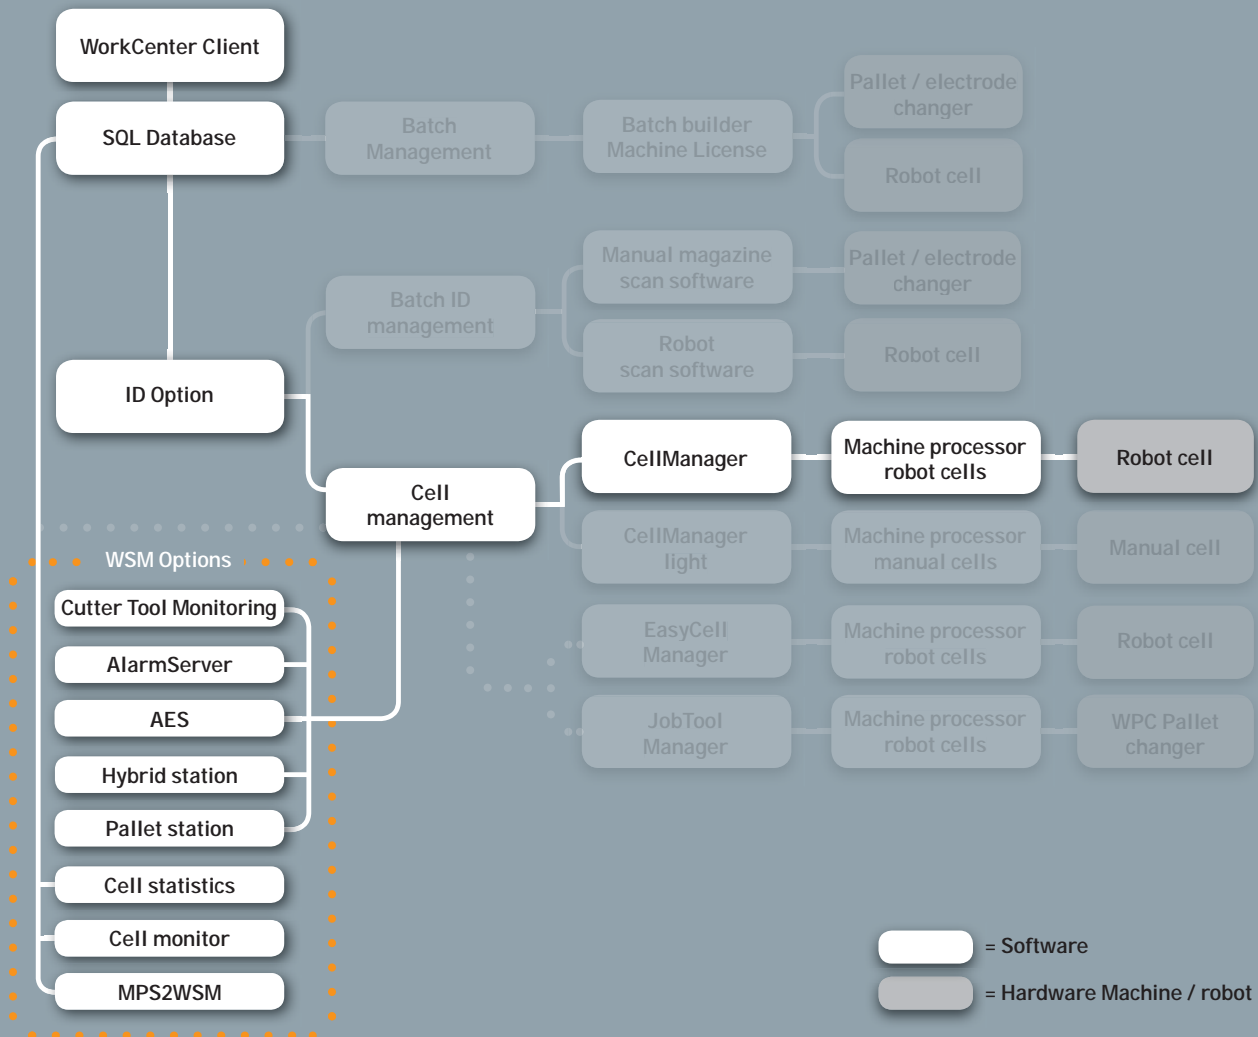 WorkCenter Client
SQL Database
Batch
Management
Batch builder
Machine License
Pallet / electrode
changer
Robot cell
Manual magazine
scan software
Pallet / electrode
changer
Batch ID
management
Robot
scan software
Robot cell
ID Option
CellManager
Machine processor
robot cells
Robot cell
Cell
management
CellManager
light
Machine processor
manual cells
Manual cell
EasyCell
Manager
Machine processor
robot cells
Robot cell
JobTool
Manager
Machine processor
robot cells
WPC Pallet
changer
WSM Options
Cutter Tool Monitoring
AlarmServer
AES
Hybrid station
Pallet station
Cell statistics
Cell monitor
MPS2WSM
= Software
= Hardware Machine / robot